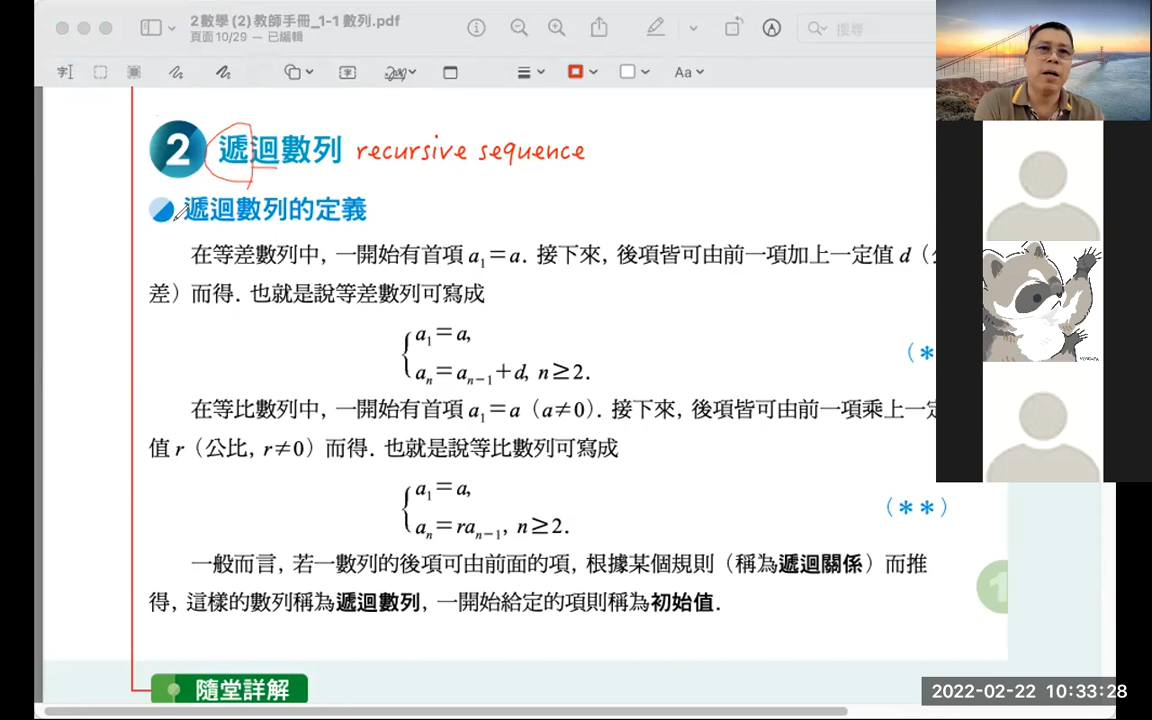 2數學(2)教師手冊_1-1 數列.pdf
頁面 10/29 — 已編輯
搜尋
Aa
2 遞迴數列 recursive sequence
遞迴數列的定義
在等差數列中, 一開始有首項 a₁=a. 接下來, 後項皆可由前一項加上一定值 d（
差）而得. 也就是說等差數列可寫成
a₁=a,
aₙ=aₙ₋₁+d, n≥2.
（*
在等比數列中, 一開始有首項 a₁=a（a≠0）. 接下來, 後項皆可由前一項乘上一定
值 r（公比, r≠0）而得. 也就是說等比數列可寫成
a₁=a,
aₙ=raₙ₋₁, n≥2.
（**）
一般而言, 若一數列的後項可由前面的項, 根據某個規則（稱為遞迴關係）而推
得, 這樣的數列稱為遞迴數列, 一開始給定的項則稱為初始值.
1
隨堂詳解
2022-02-22 10:33:28